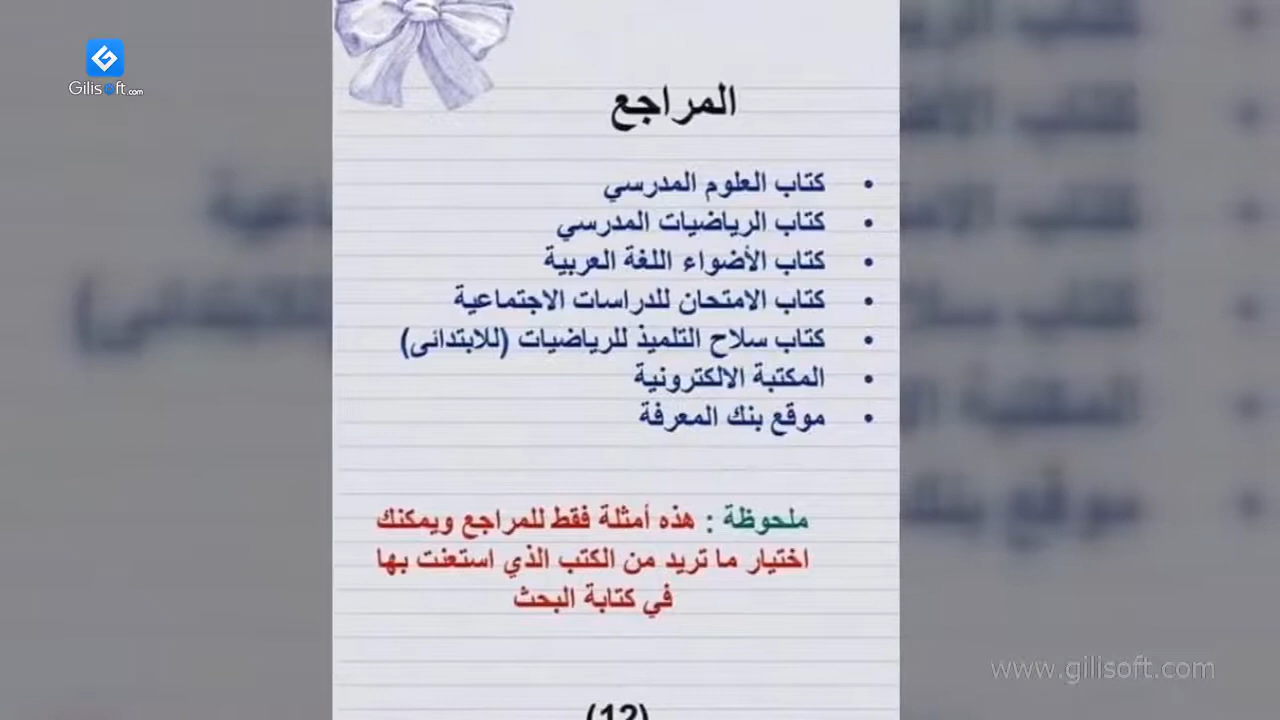 Gilisoft.com
المراجع
• كتاب العلوم المدرسي
• كتاب الرياضيات المدرسي
• كتاب الأضواء اللغة العربية
• كتاب الامتحان للدراسات الاجتماعية
• كتاب سلاح التلميذ للرياضيات (للابتدائى)
• المكتبة الالكترونية
• موقع بنك المعرفة
ملحوظة : هذه أمثلة فقط للمراجع ويمكنك
اختيار ما تريد من الكتب الذي استعنت بها
في كتابة البحث
(12)
www.gilisoft.com